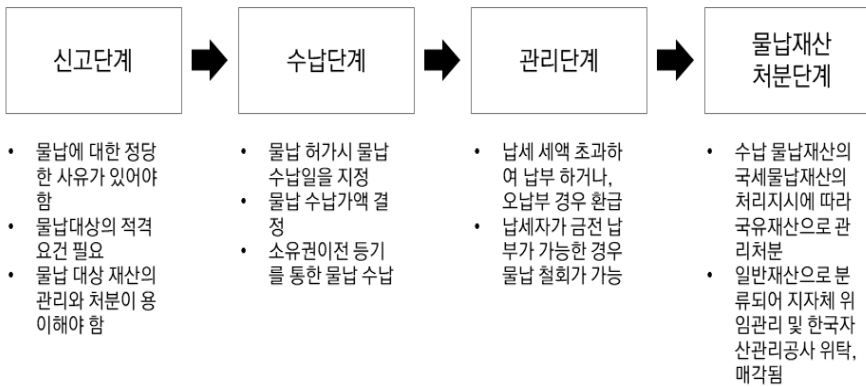 신고단계
수납단계
관리단계
물납재산
처분단계
• 물납에 대한 정당
한 사유가 있어야
함
• 물납대상의 적격
요건 필요
• 물납 대상 재산의
관리와 처분이 용
이해야 함
• 물납 허가시 물납
수납일을 지정
• 물납 수납가액 결
정
• 소유권이전 등기
를 통한 물납 수납
• 납세 세액 초과하
여 납부 하거나,
오납부 경우 환급
• 납세자가 금전 납
부가 가능한 경우
물납 철회가 가능
• 수납 물납재산의
국세물납재산의
처리지시에 따라
국유재산으로 관
리처분
• 일반재산으로 분
류되어 지자체 위
임관리 및 한국자
산관리공사 위탁,
매각됨